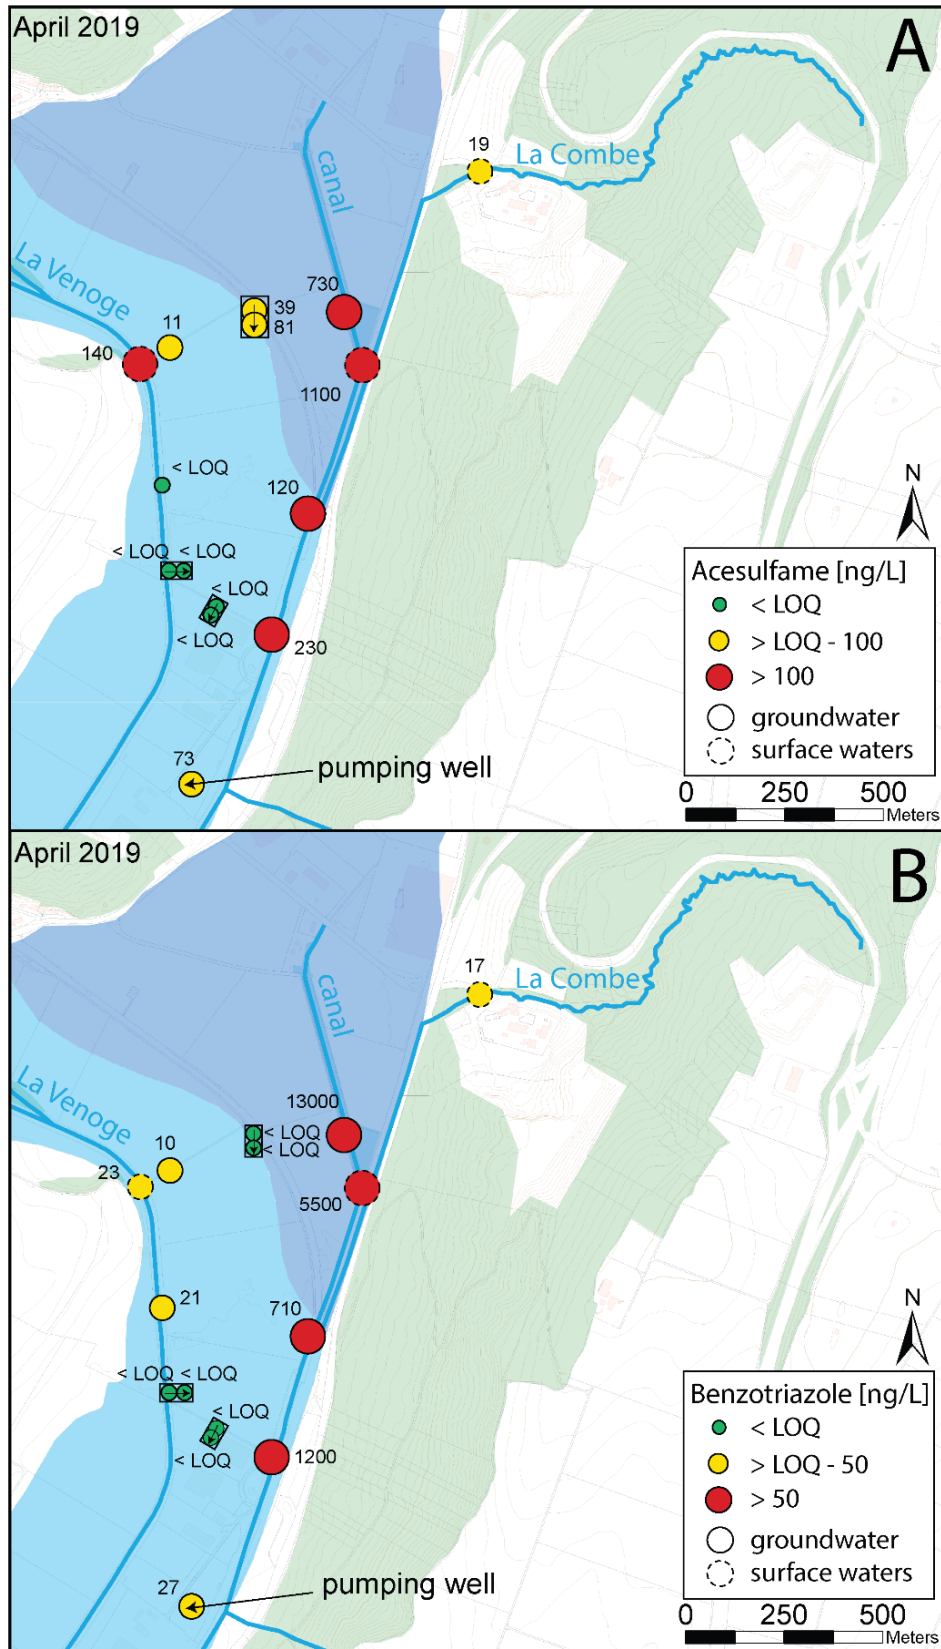 April 2019
A
19
La Combe
canal
La Venoge
730
39
11
81
140
1100
< LOQ
120
N
< LOQ < LOQ
Acesulfame [ng/L]
< LOQ
< LOQ
< LOQ
> LOQ - 100
230
> 100
groundwater
surface waters
73
pumping well
0 250 500
Meters
April 2019
B
17
La Combe
canal
La Venoge
13000
< LOQ
10
< LOQ
23
5500
21
710
N
< LOQ < LOQ
Benzotriazole [ng/L]
< LOQ
< LOQ
< LOQ
> LOQ - 50
1200
> 50
groundwater
surface waters
27
pumping well
0 250 500
Meters